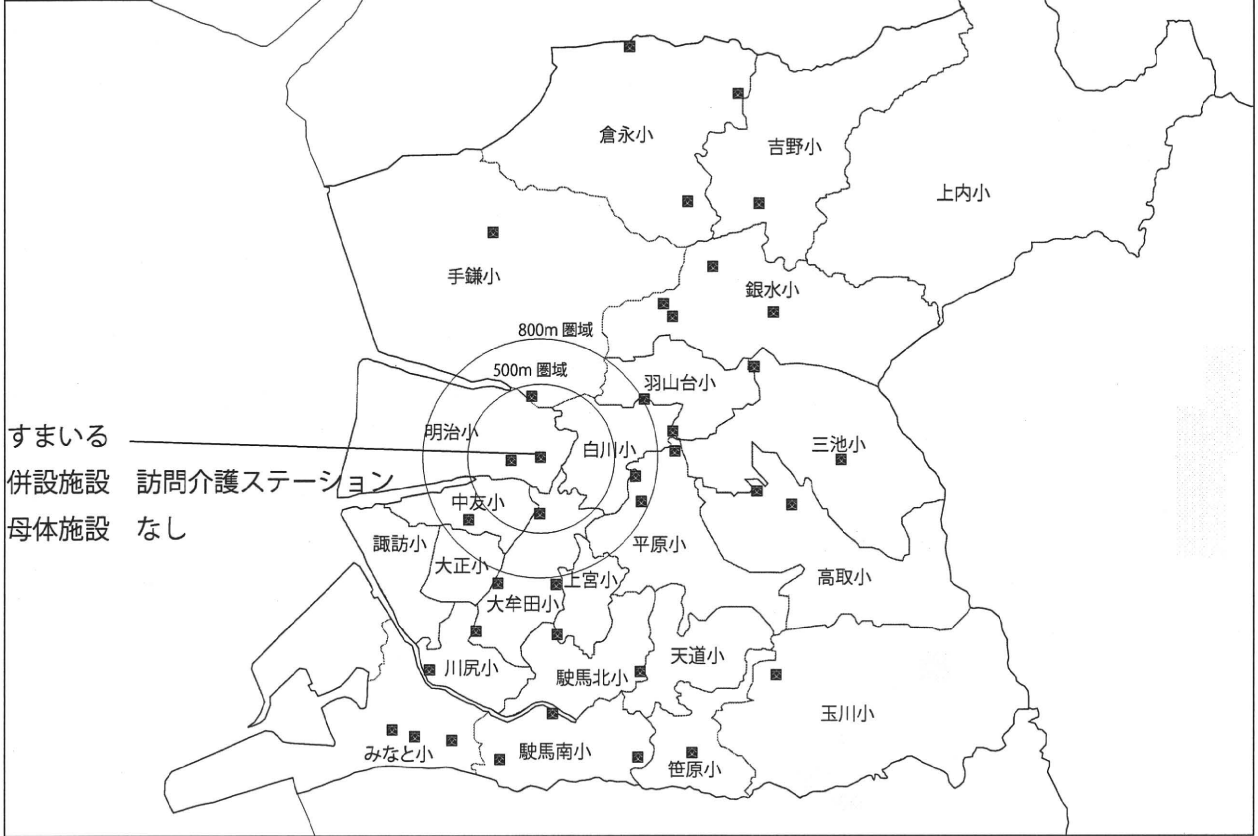 倉永小
吉野小
上内小
手鎌小
銀水小
800m 圏域
500m 圏域
羽山台小
明治小
すまいる
白川小
三池小
併設施設 訪問介護ステーション
中友小
母体施設 なし
諏訪小
平原小
大正小
上官小
高取小
大牟田小
川尻小
天道小
駛馬北小
玉川小
みなと小
駛馬南小
笹原小